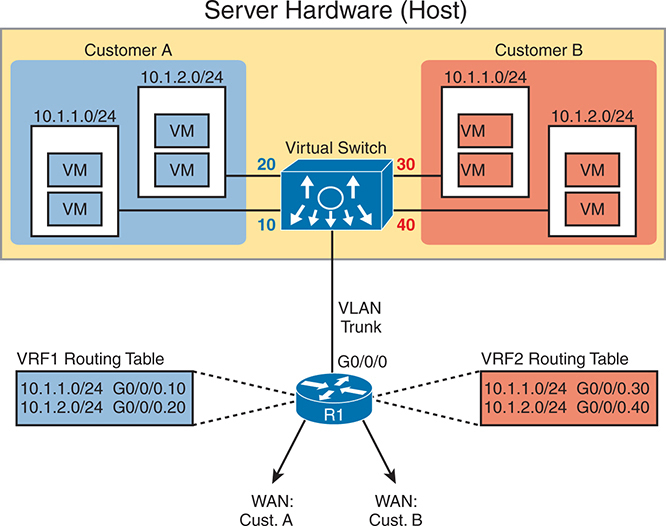 Server Hardware (Host)
Customer A
Customer B
10.1.2.0/24
10.1.1.0/24
10.1.1.0/24
10.1.2.0/24
VM
VM
VM
VM
VM
VM
VM
VM
Virtual Switch
20
30
10
40
VLAN
Trunk
G0/0/0
VRF1 Routing Table
10.1.1.0/24 G0/0/0.10
10.1.2.0/24 G0/0/0.20
VRF2 Routing Table
10.1.1.0/24 G0/0/0.30
10.1.2.0/24 G0/0/0.40
R1
WAN:
Cust. A
WAN:
Cust. B